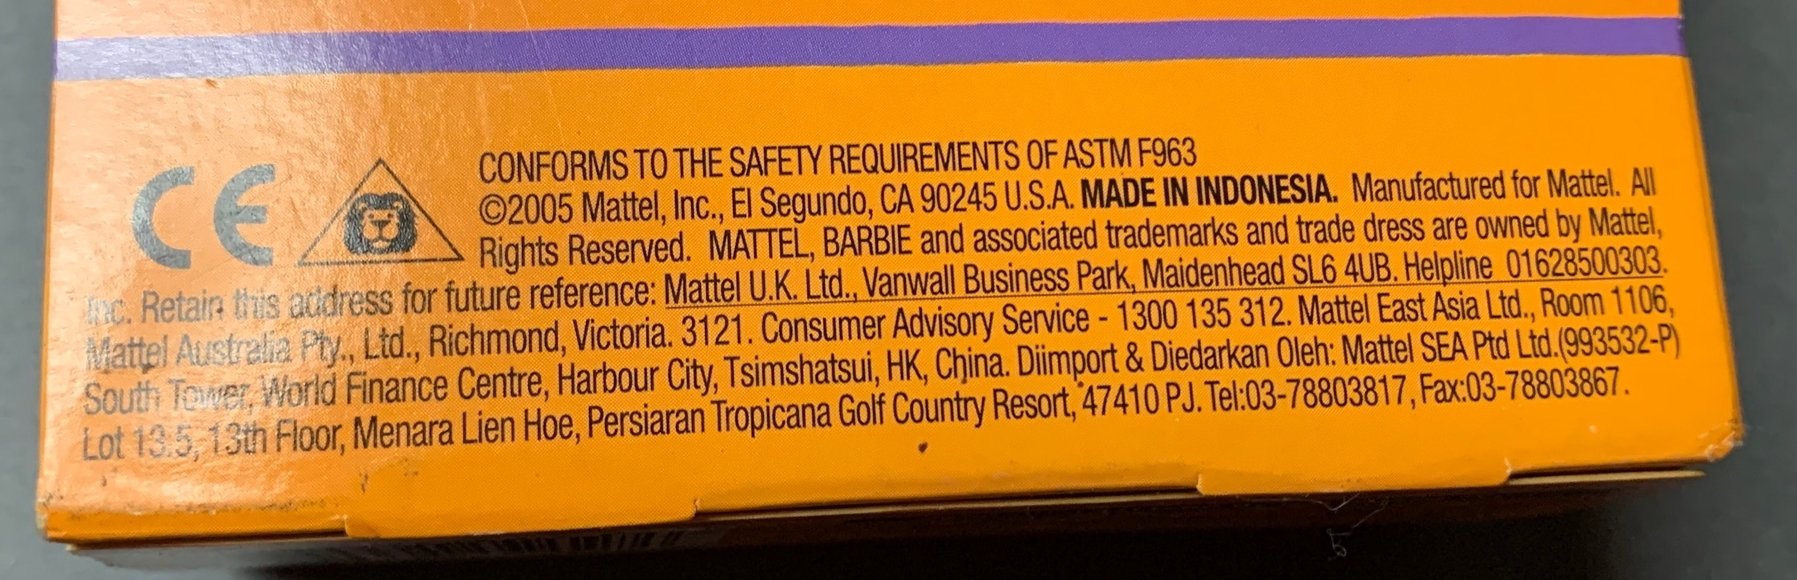 CE
CONFORMS TO THE SAFETY REQUIREMENTS OF ASTM F963
©2005 Mattel, Inc., El Segundo, CA 90245 U.S.A. MADE IN INDONESIA. Manufactured for Mattel. All
Rights Reserved. MATTEL, BARBIE and associated trademarks and trade dress are owned by Mattel,
Inc. Retain this address for future reference: Mattel U.K. Ltd., Vanwall Business Park, Maidenhead SL6 4UB. Helpline 01628500303.
Mattel Australia Pty., Ltd., Richmond, Victoria. 3121. Consumer Advisory Service - 1300 135 312. Mattel East Asia Ltd., Room 1106,
South Tower, World Finance Centre, Harbour City, Tsimshatsui, HK, China. Diimport & Diedarkan Oleh: Mattel SEA Ptd Ltd.(993532-P)
Lot 13.5, 13th Floor, Menara Lien Hoe, Persiaran Tropicana Golf Country Resort, 47410 PJ. Tel:03-78803817, Fax:03-78803867.